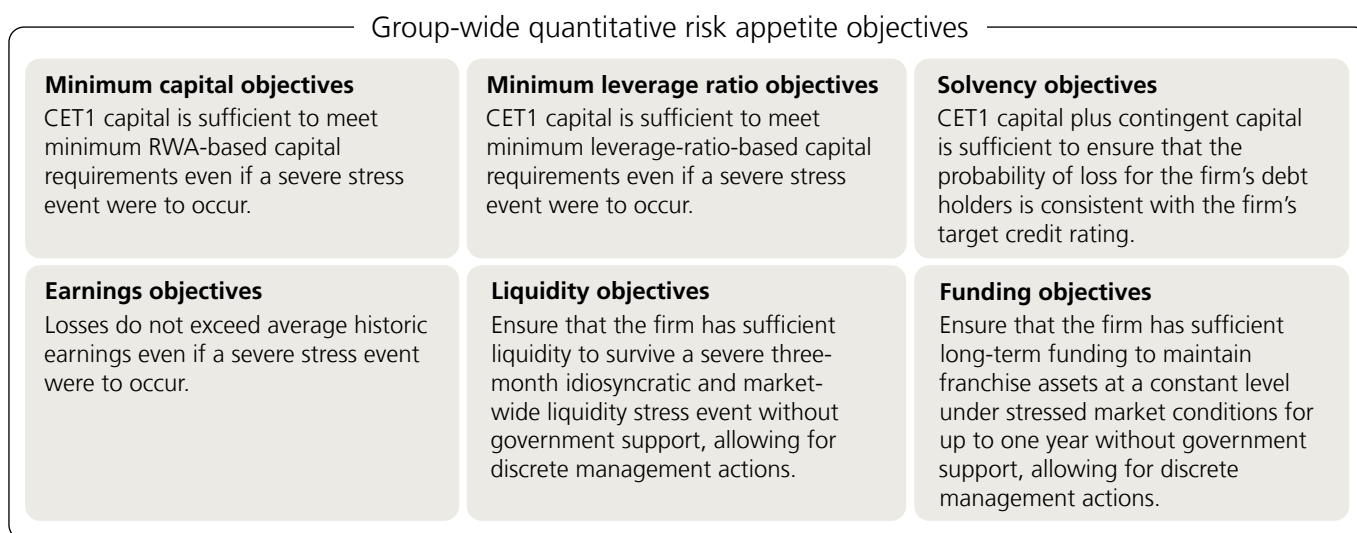 Group-wide quantitative risk appetite objectives
Minimum capital objectives
CET1 capital is sufficient to meet
minimum RWA-based capital
requirements even if a severe stress
event were to occur.
Minimum leverage ratio objectives
CET1 capital is sufficient to meet
minimum leverage-ratio-based capital
requirements even if a severe stress
event were to occur.
Solvency objectives
CET1 capital plus contingent capital
is sufficient to ensure that the
probability of loss for the firm’s debt
holders is consistent with the firm’s
target credit rating.
Earnings objectives
Losses do not exceed average historic
earnings even if a severe stress event
were to occur.
Liquidity objectives
Ensure that the firm has sufficient
liquidity to survive a severe three-
month idiosyncratic and market-
wide liquidity stress event without
government support, allowing for
discrete management actions.
Funding objectives
Ensure that the firm has sufficient
long-term funding to maintain
franchise assets at a constant level
under stressed market conditions for
up to one year without government
support, allowing for discrete
management actions.